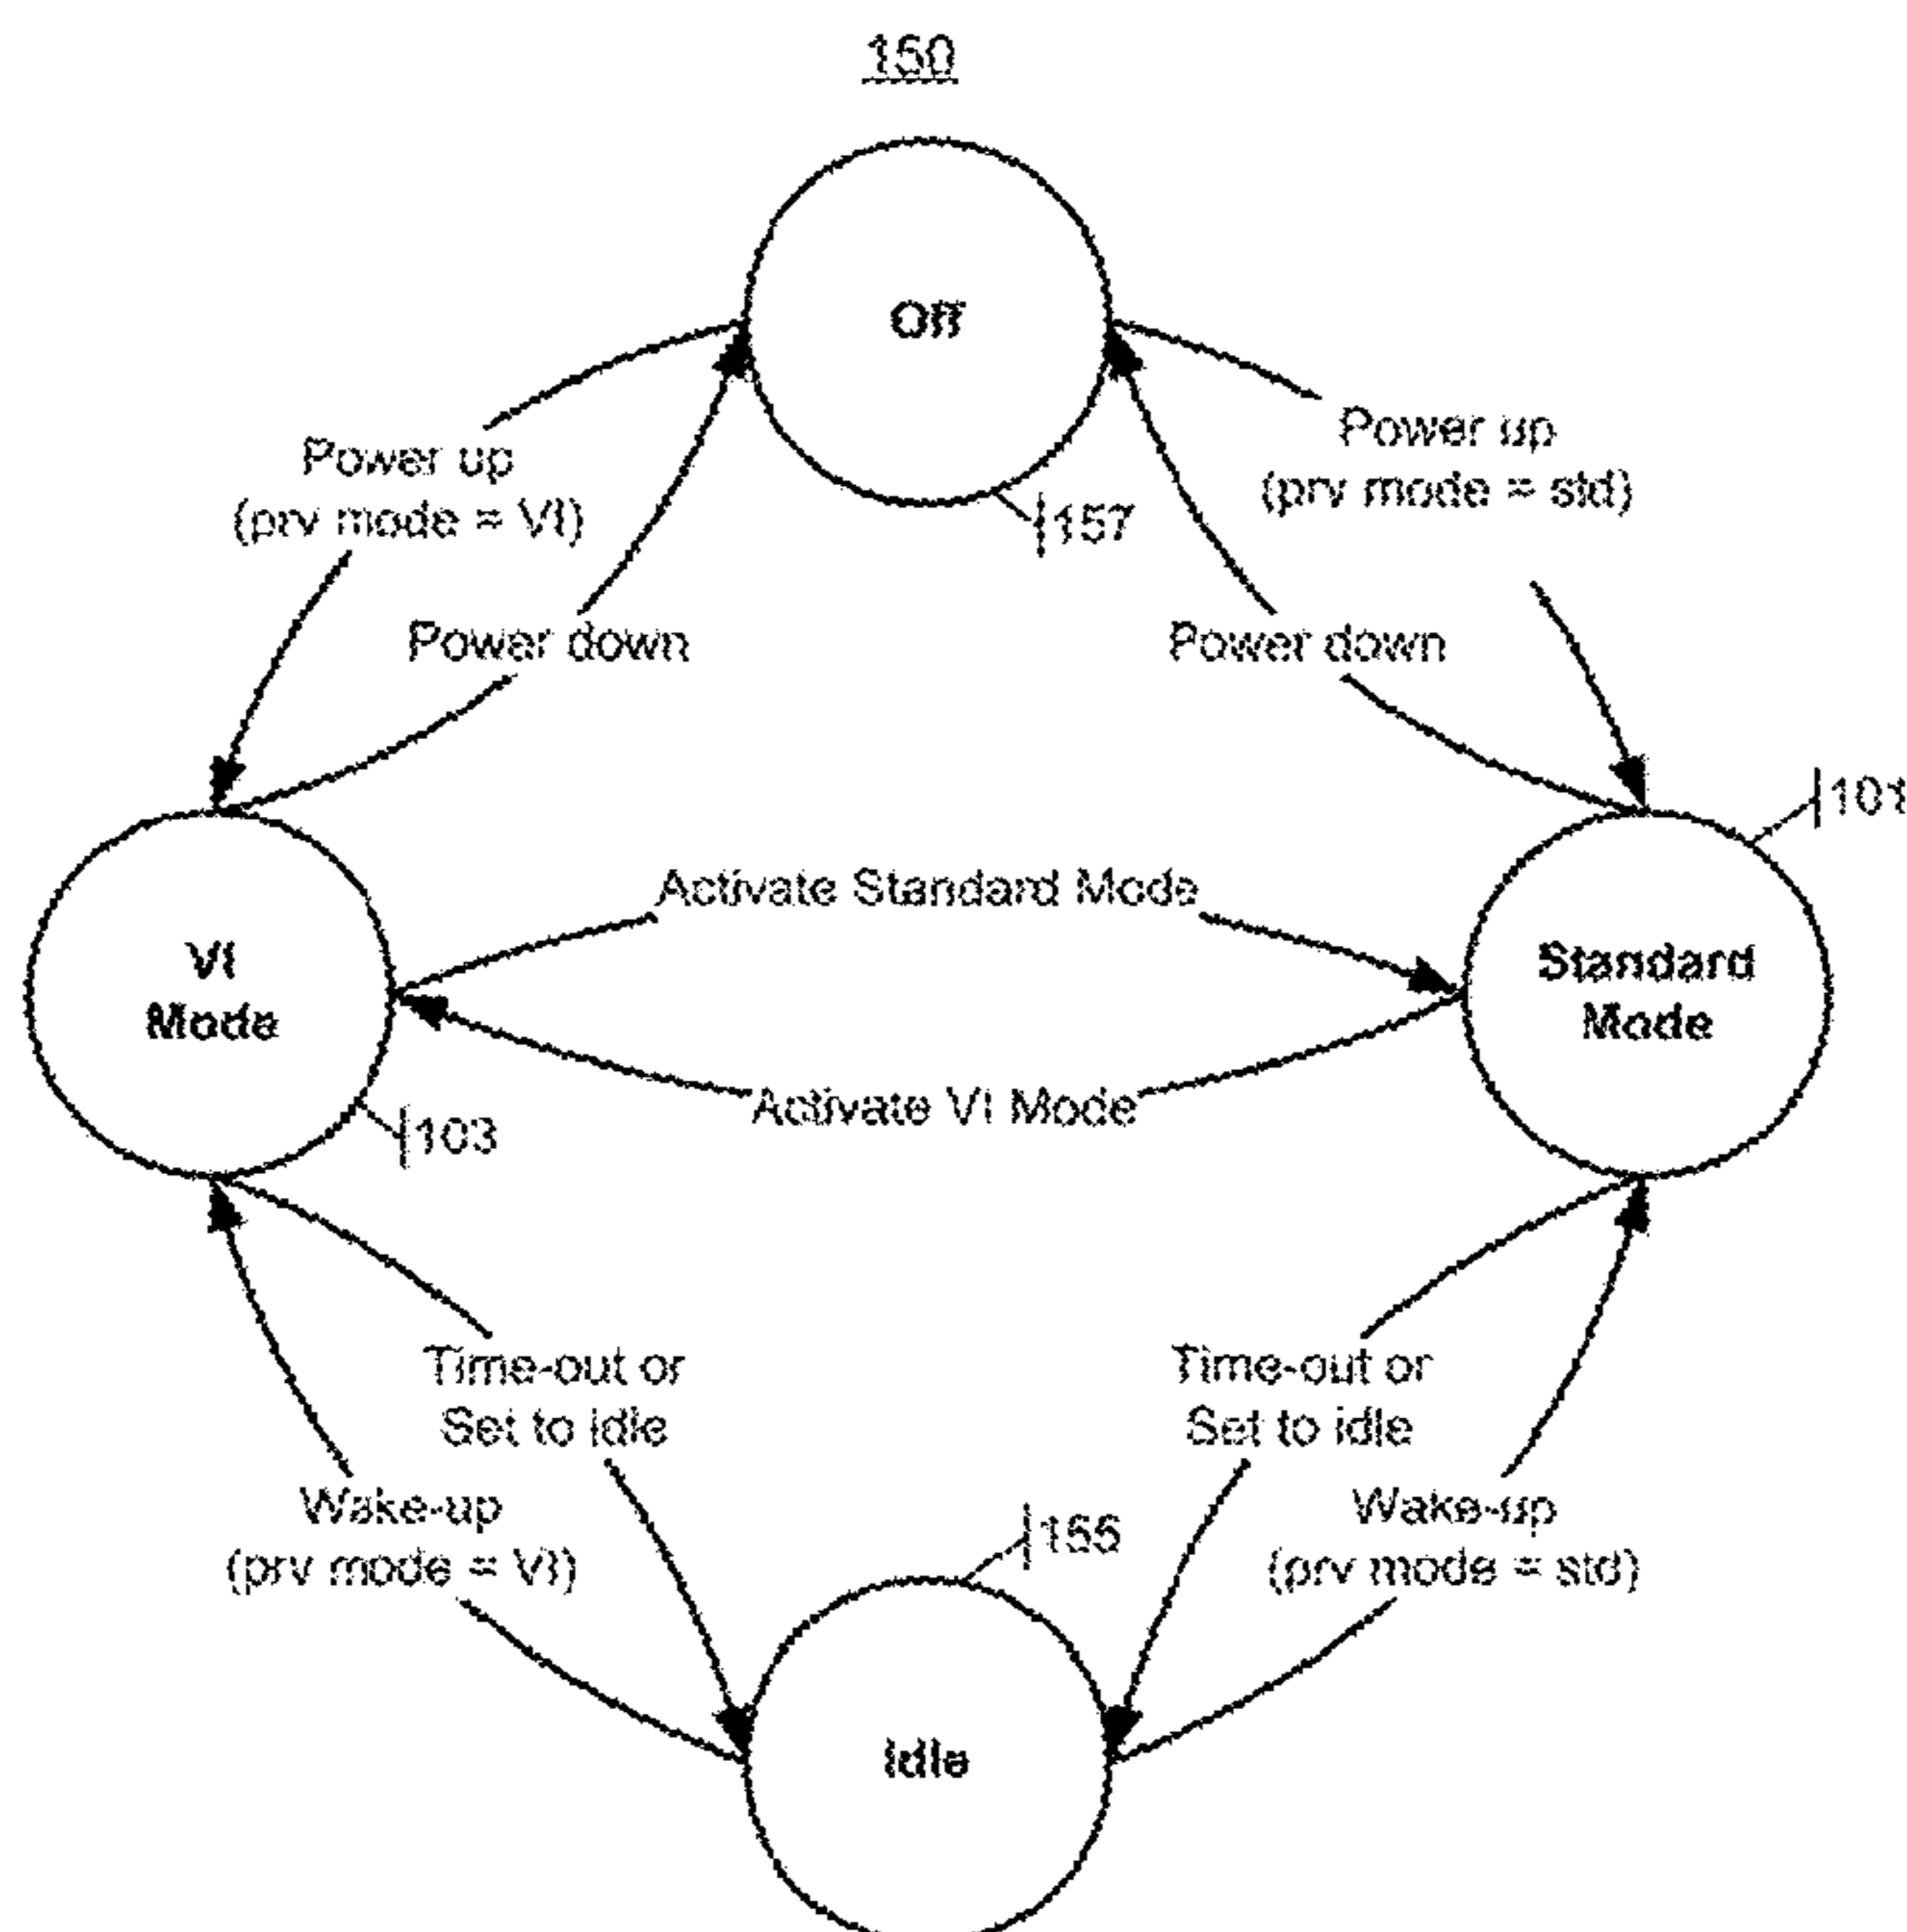 150
Off
Power up
(prv mode = VI)
Power up
(prv mode = std)
157
Power down
Power down
101
Activate Standard Mode
VI
Mode
Standard
Mode
Activate VI Mode
103
Time-out or
Set to idle
Time-out or
Set to idle
Wake-up
(prv mode = VI)
Wake-up
(prv mode = std)
155
Idle